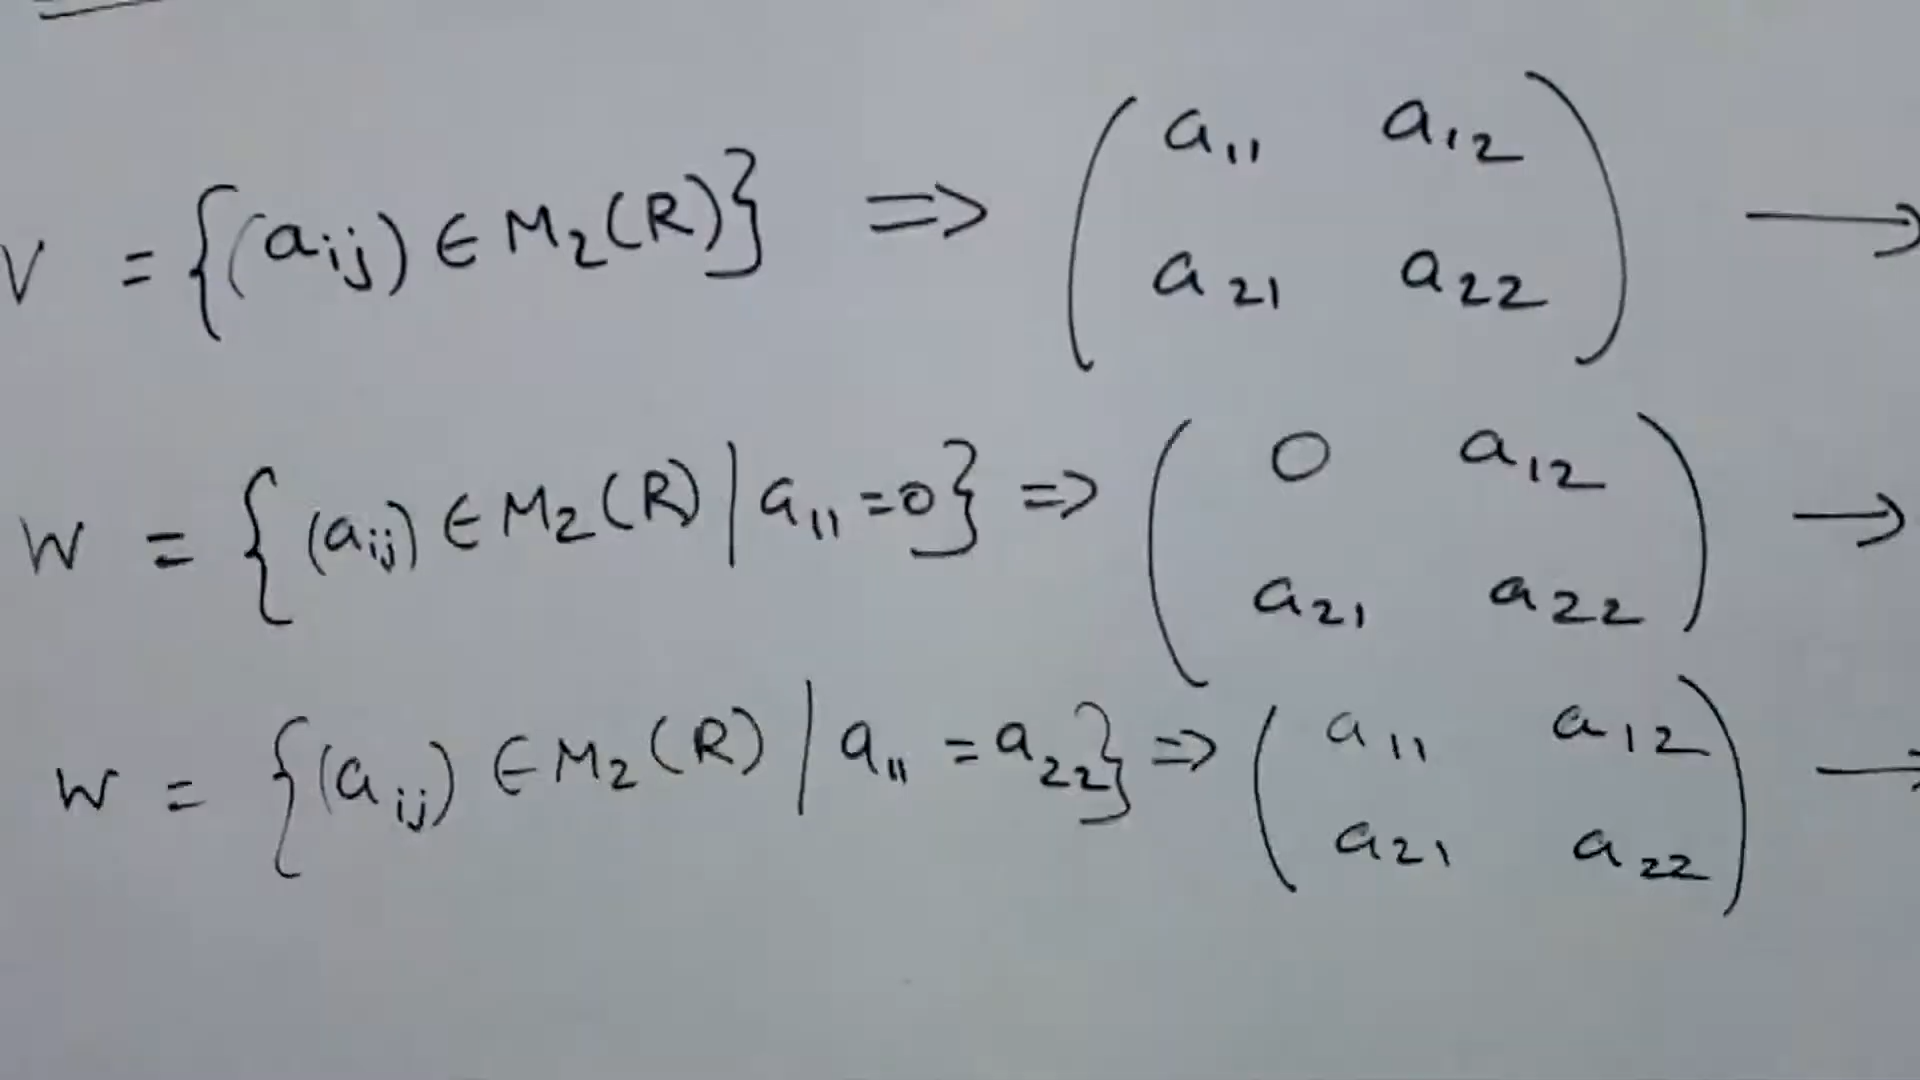 V = {(aij) ∈ M₂(R)} ⇒ ( a₁₁ a₁₂ ; a₂₁ a₂₂ ) →
W = {(aij) ∈ M₂(R) | a₁₁ = 0} ⇒ ( 0 a₁₂ ; a₂₁ a₂₂ ) →
W = {(aij) ∈ M₂(R) | a₁₁ = a₂₂} ⇒ ( a₁₁ a₁₂ ; a₂₁ a₂₂ ) →